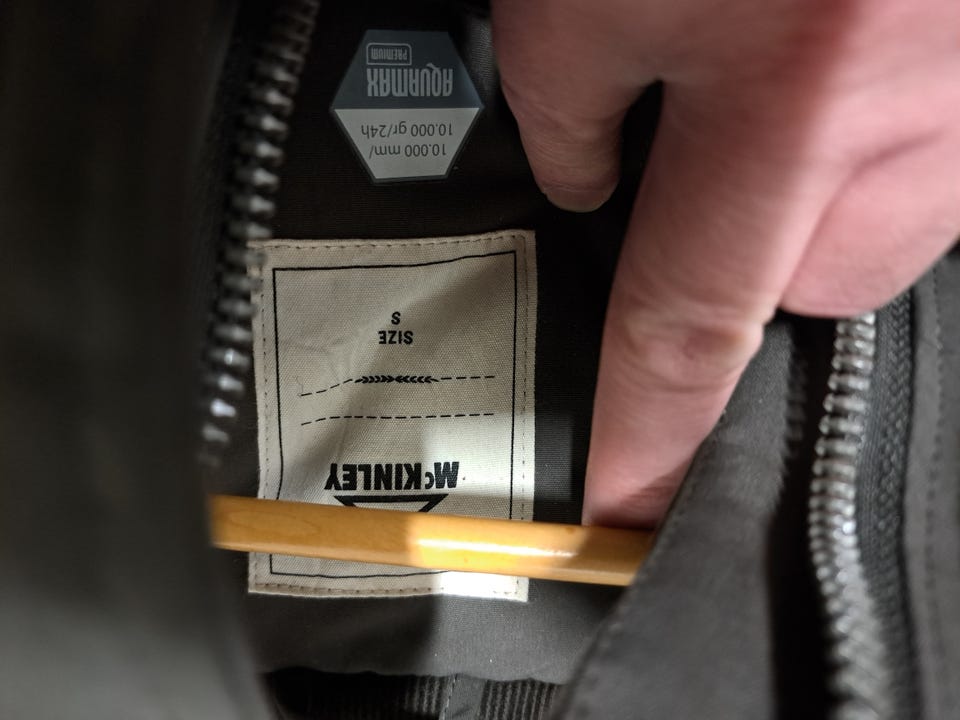 McKINLEY
SIZE
S
10.000 mm/
10.000 gr/24h
AQUAMAX
PREMIUM